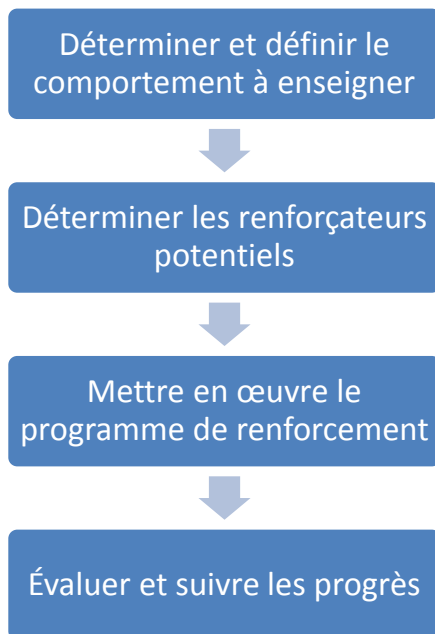 Déterminer et définir le
comportement à enseigner
Déterminer les renforçateurs
potentiels
Mettre en œuvre le
programme de renforcement
Évaluer et suivre les progrès